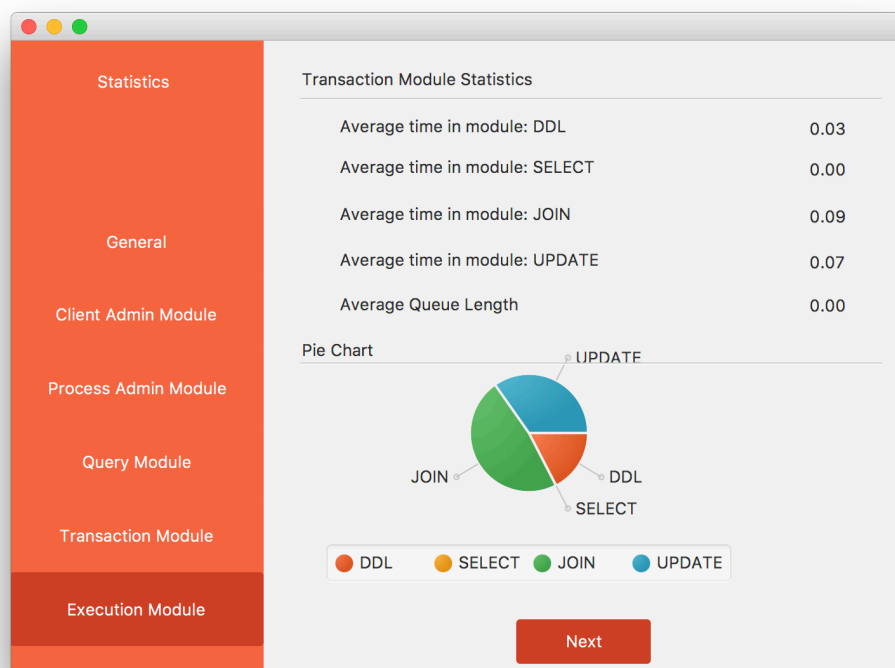 Statistics
General
Client Admin Module
Process Admin Module
Query Module
Transaction Module
Execution Module
Transaction Module Statistics
Average time in module: DDL 0.03
Average time in module: SELECT 0.00
Average time in module: JOIN 0.09
Average time in module: UPDATE 0.07
Average Queue Length 0.00
Pie Chart
UPDATE
JOIN
DDL
SELECT
DDL SELECT JOIN UPDATE
Next